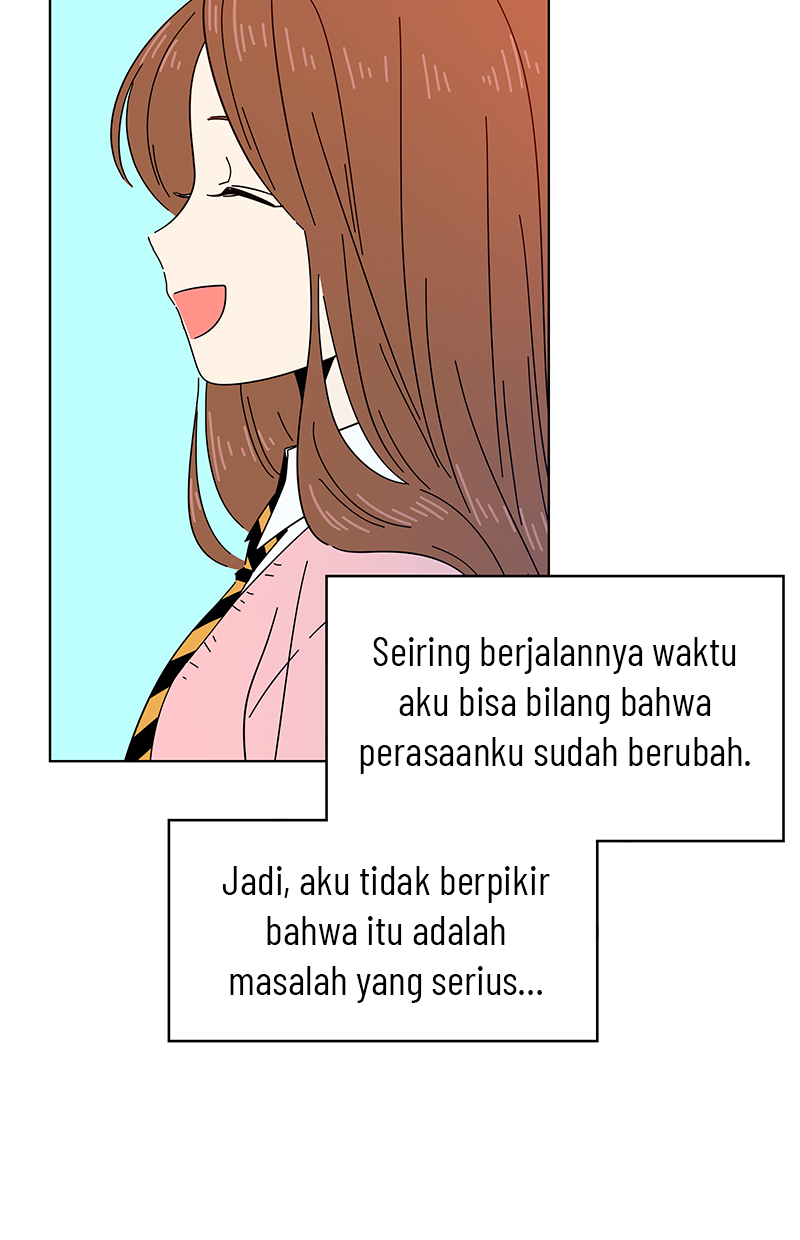 Seiring berjalannya waktu
aku bisa bilang bahwa
perasaanku sudah berubah.
Jadi, aku tidak berpikir
bahwa itu adalah
masalah yang serius...